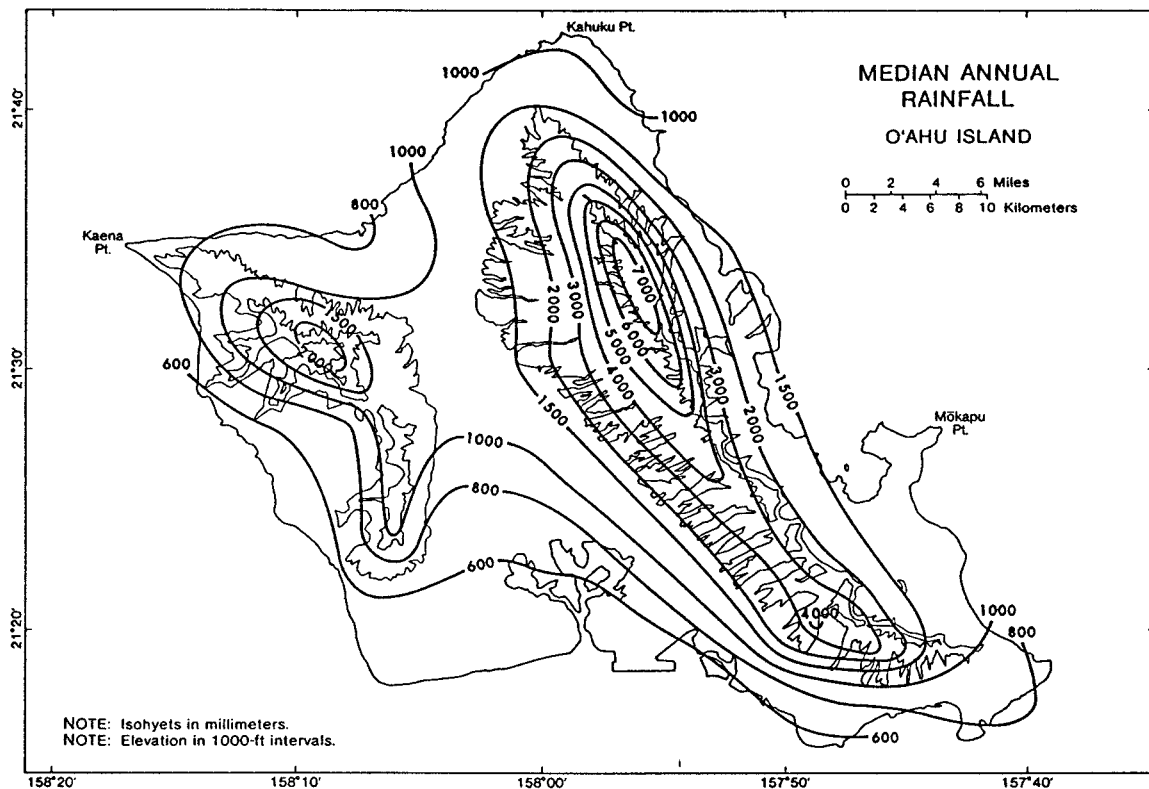 Kahuku Pt.
MEDIAN ANNUAL
RAINFALL
O'AHU ISLAND
0 2 4 6 Miles
0 2 4 6 8 10 Kilometers
21°40'
1000
1000
1000
800
Kaena
Pt.
7000
2000
3000
6000
5000
4000
1500
1500
3000
2000
1500
21°30'
600
Mōkapu
Pt.
1000
800
600
4000
21°20'
1000
800
600
NOTE: Isohyets in millimeters.
NOTE: Elevation in 1000-ft intervals.
158°20'
158°10'
158°00'
157°50'
157°40'